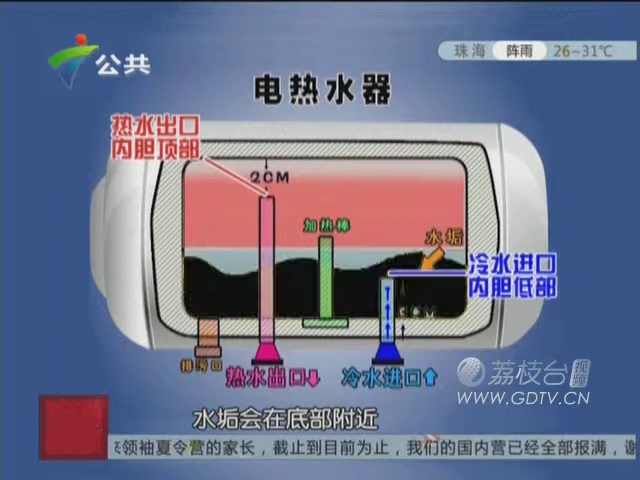 公共
珠海 阵雨 26~31℃
电热水器
热水出口
内胆顶部
2CM
加热棒
水垢
冷水进口
内胆低部
排污口
热水出口
冷水进口
荔枝台 视频
WWW.GDTV.CN
水垢会在底部附近
领袖夏令营的家长，截止到目前为止，我们的国内营已经全部报满，